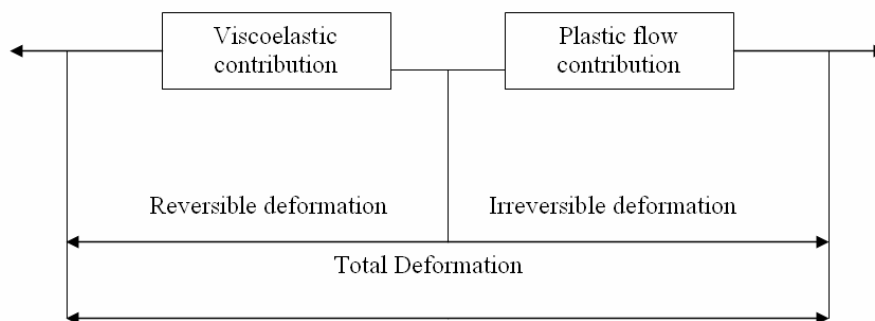 Viscoelastic
contribution
Plastic flow
contribution
Reversible deformation
Irreversible deformation
Total Deformation